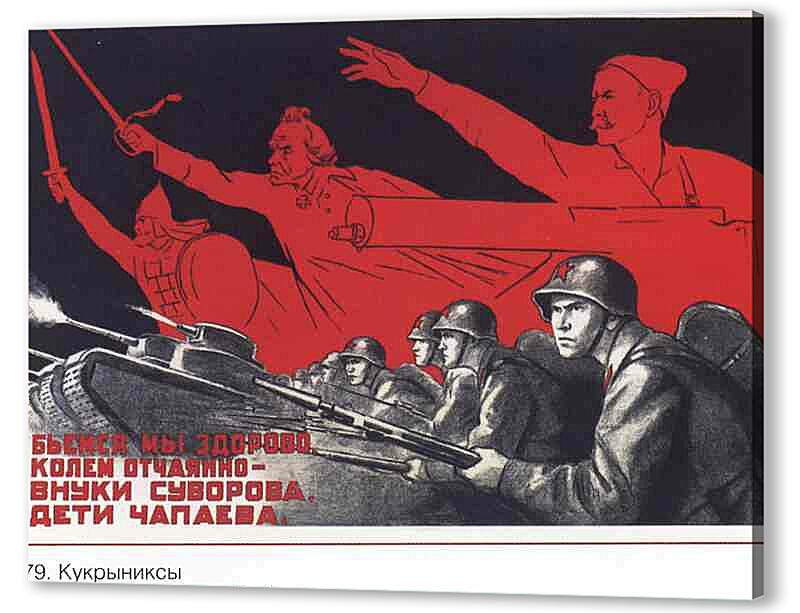 БЬЕМСЯ МЫ ЗДОРОВО,
КОЛЕМ ОТЧАЯННО—
ВНУКИ СУВОРОВА,
ДЕТИ ЧАПАЕВА.
79. Кукрыниксы